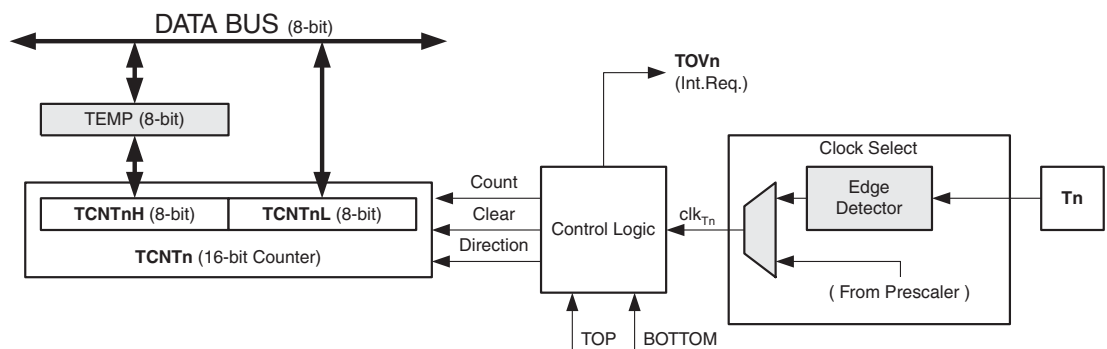 DATA BUS (8-bit)
TOVn
(Int.Req.)
TEMP (8-bit)
Clock Select
Count
Edge
Detector
Tn
TCNTnH (8-bit) TCNTnL (8-bit)
Clear
Control Logic
clkTn
TCNTn (16-bit Counter)
Direction
( From Prescaler )
TOP
BOTTOM